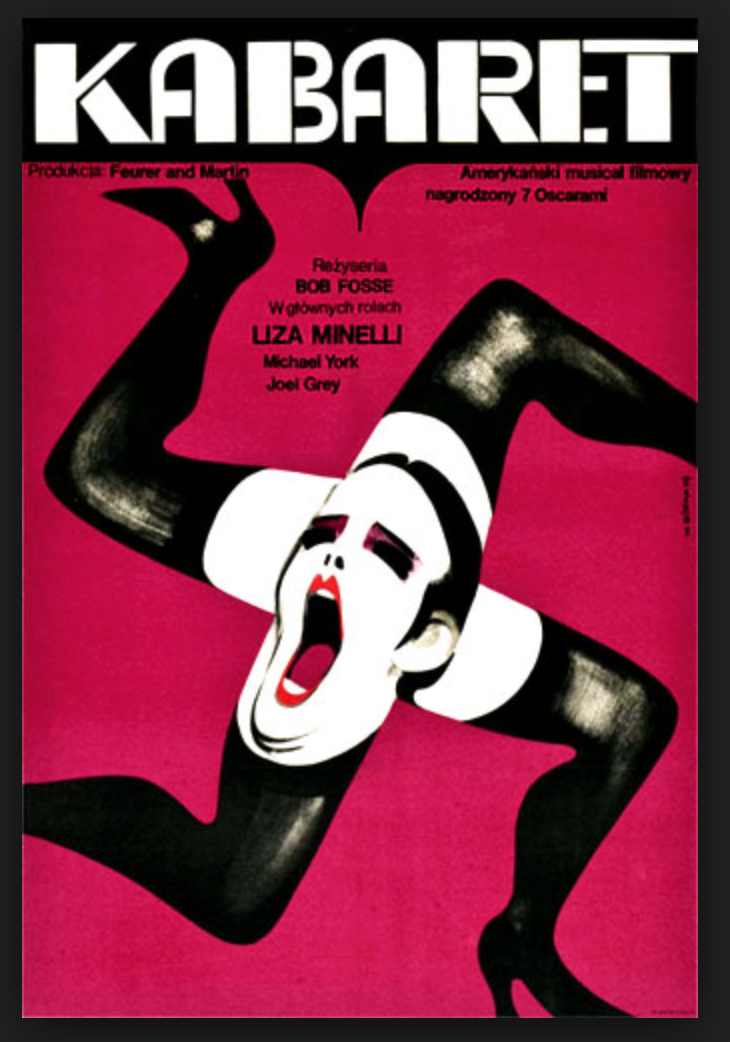 KABARET
Produkcja: Feurer and Martin
Amerykański musical filmowy
nagrodzony 7 Oscarami
Reżyseria
BOB FOSSE
W głównych rolach
LIZA MINELLI
Michael York
Joel Grey